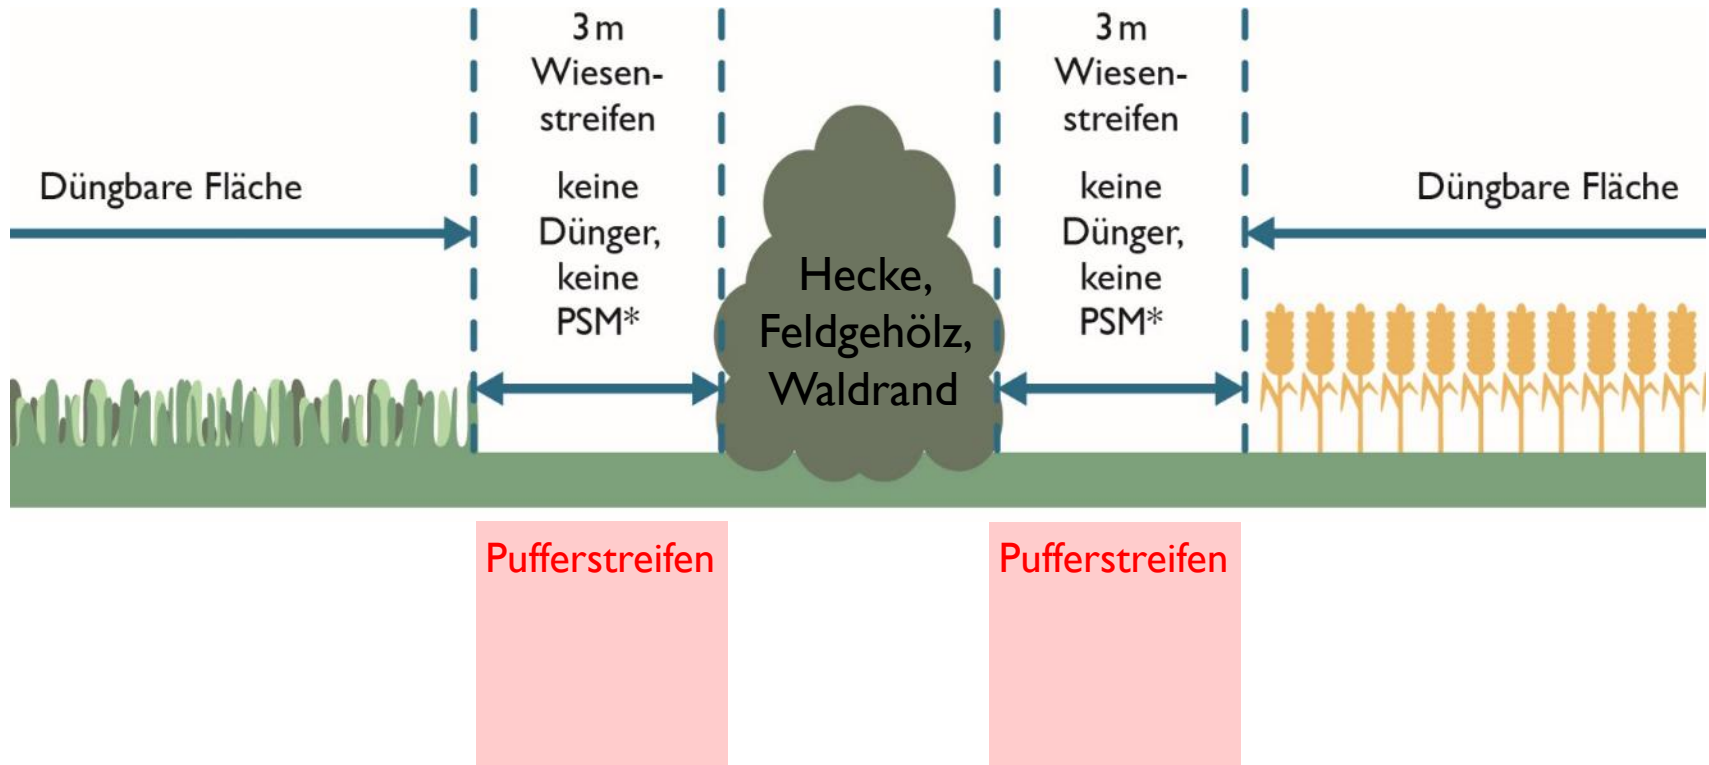 Düngbare Fläche
3 m
Wiesen-
streifen
keine
Dünger,
keine
PSM*
Hecke,
Feldgehölz,
Waldrand
3 m
Wiesen-
streifen
keine
Dünger,
keine
PSM*
Düngbare Fläche
Pufferstreifen
Pufferstreifen